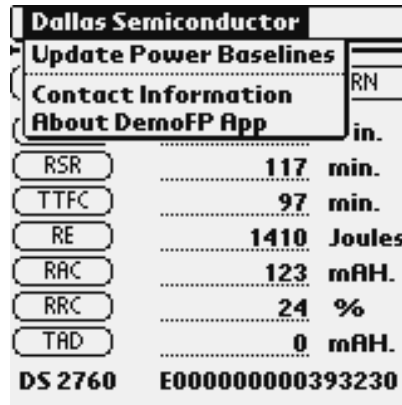 Dallas Semiconductor
Update Power Baselines
Contact Information
About DemoFP App
RN
in.
RSR 117 min.
TTFC 97 min.
RE 1410 Joules
RAC 123 mAH.
RRC 24 %
TAD 0 mAH.
DS 2760 E000000000393230